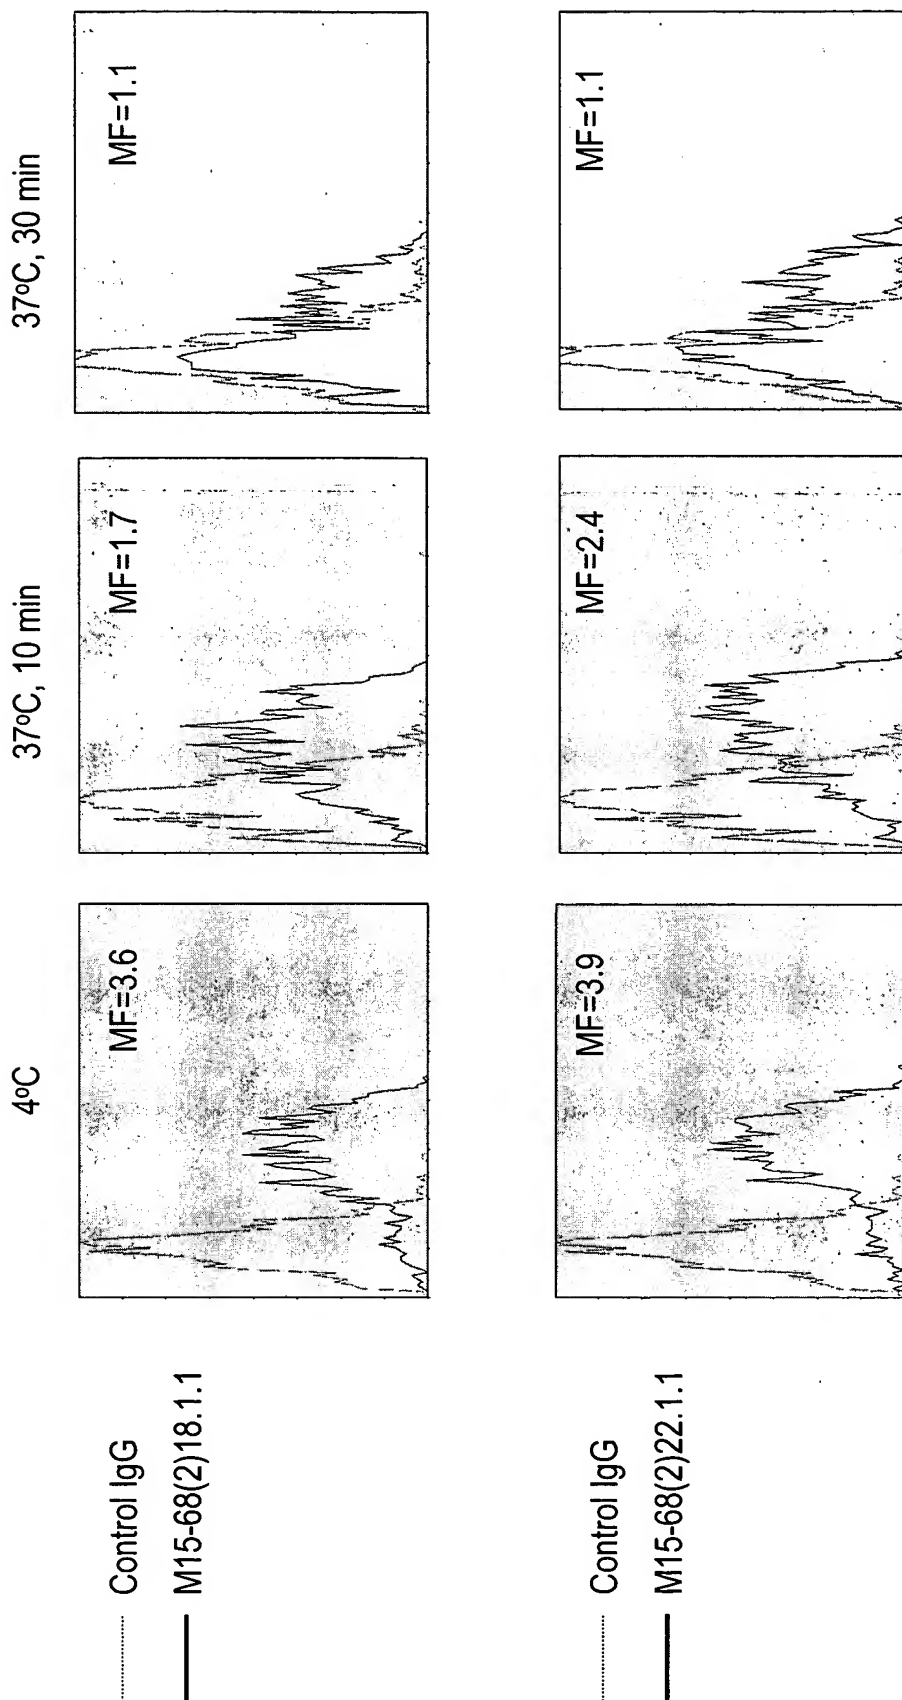 4ºC
37ºC, 10 min
37ºC, 30 min
Control IgG
M15-68(2)18.1.1
MF=3.6
MF=1.7
MF=1.1
Control IgG
M15-68(2)22.1.1
MF=3.9
MF=2.4
MF=1.1